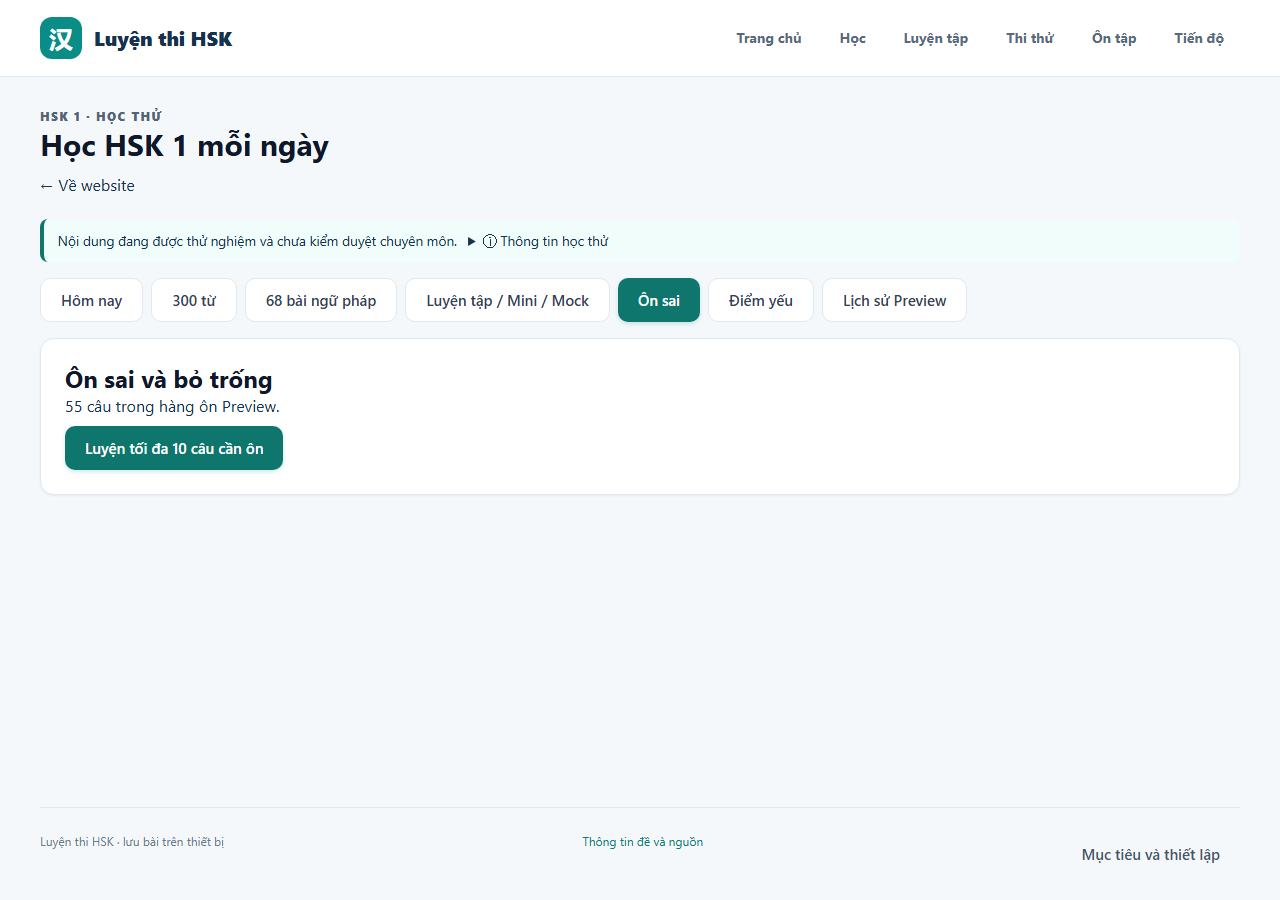 汉 Luyện thi HSK
Trang chủ Học Luyện tập Thi thử Ôn tập Tiến độ
HSK 1 · HỌC THỬ
Học HSK 1 mỗi ngày
← Về website
Nội dung đang được thử nghiệm và chưa kiểm duyệt chuyên môn. ▶ ⓘ Thông tin học thử
Hôm nay 300 từ 68 bài ngữ pháp Luyện tập / Mini / Mock Ôn sai Điểm yếu Lịch sử Preview
Ôn sai và bỏ trống
55 câu trong hàng ôn Preview.
Luyện tối đa 10 câu cần ôn
Luyện thi HSK · lưu bài trên thiết bị Thông tin đề và nguồn Mục tiêu và thiết lập